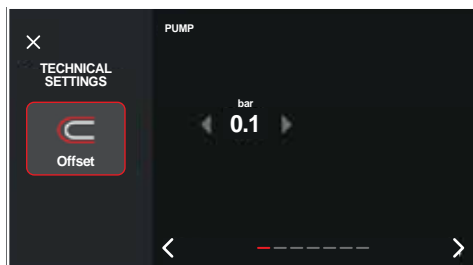 PUMP
TECHNICAL
SETTINGS
Offset
bar
0.1